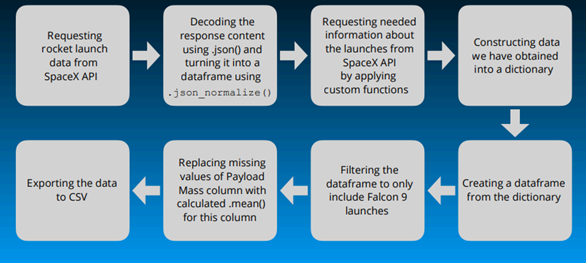 Requesting
rocket launch
data from
SpaceX API
Decoding the
response content
using .json() and
turning it into a
dataframe using
.json_normalize()
Requesting needed
information about
the launches from
SpaceX API
by applying
custom functions
Constructing data
we have obtained
into a dictionary
Creating a dataframe
from the dictionary
Filtering the
dataframe to only
include Falcon 9
launches
Replacing missing
values of Payload
Mass column with
calculated .mean()
for this column
Exporting the data
to CSV